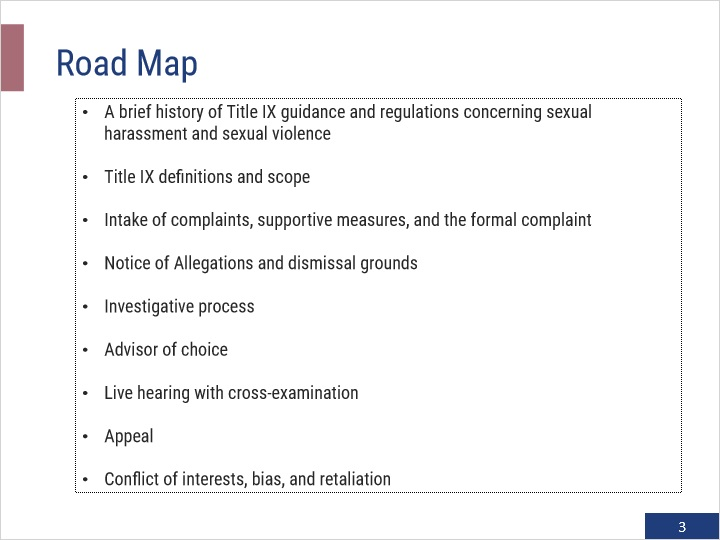 Road Map
• A brief history of Title IX guidance and regulations concerning sexual
harassment and sexual violence
• Title IX definitions and scope
• Intake of complaints, supportive measures, and the formal complaint
• Notice of Allegations and dismissal grounds
• Investigative process
• Advisor of choice
• Live hearing with cross-examination
• Appeal
• Conflict of interests, bias, and retaliation
3